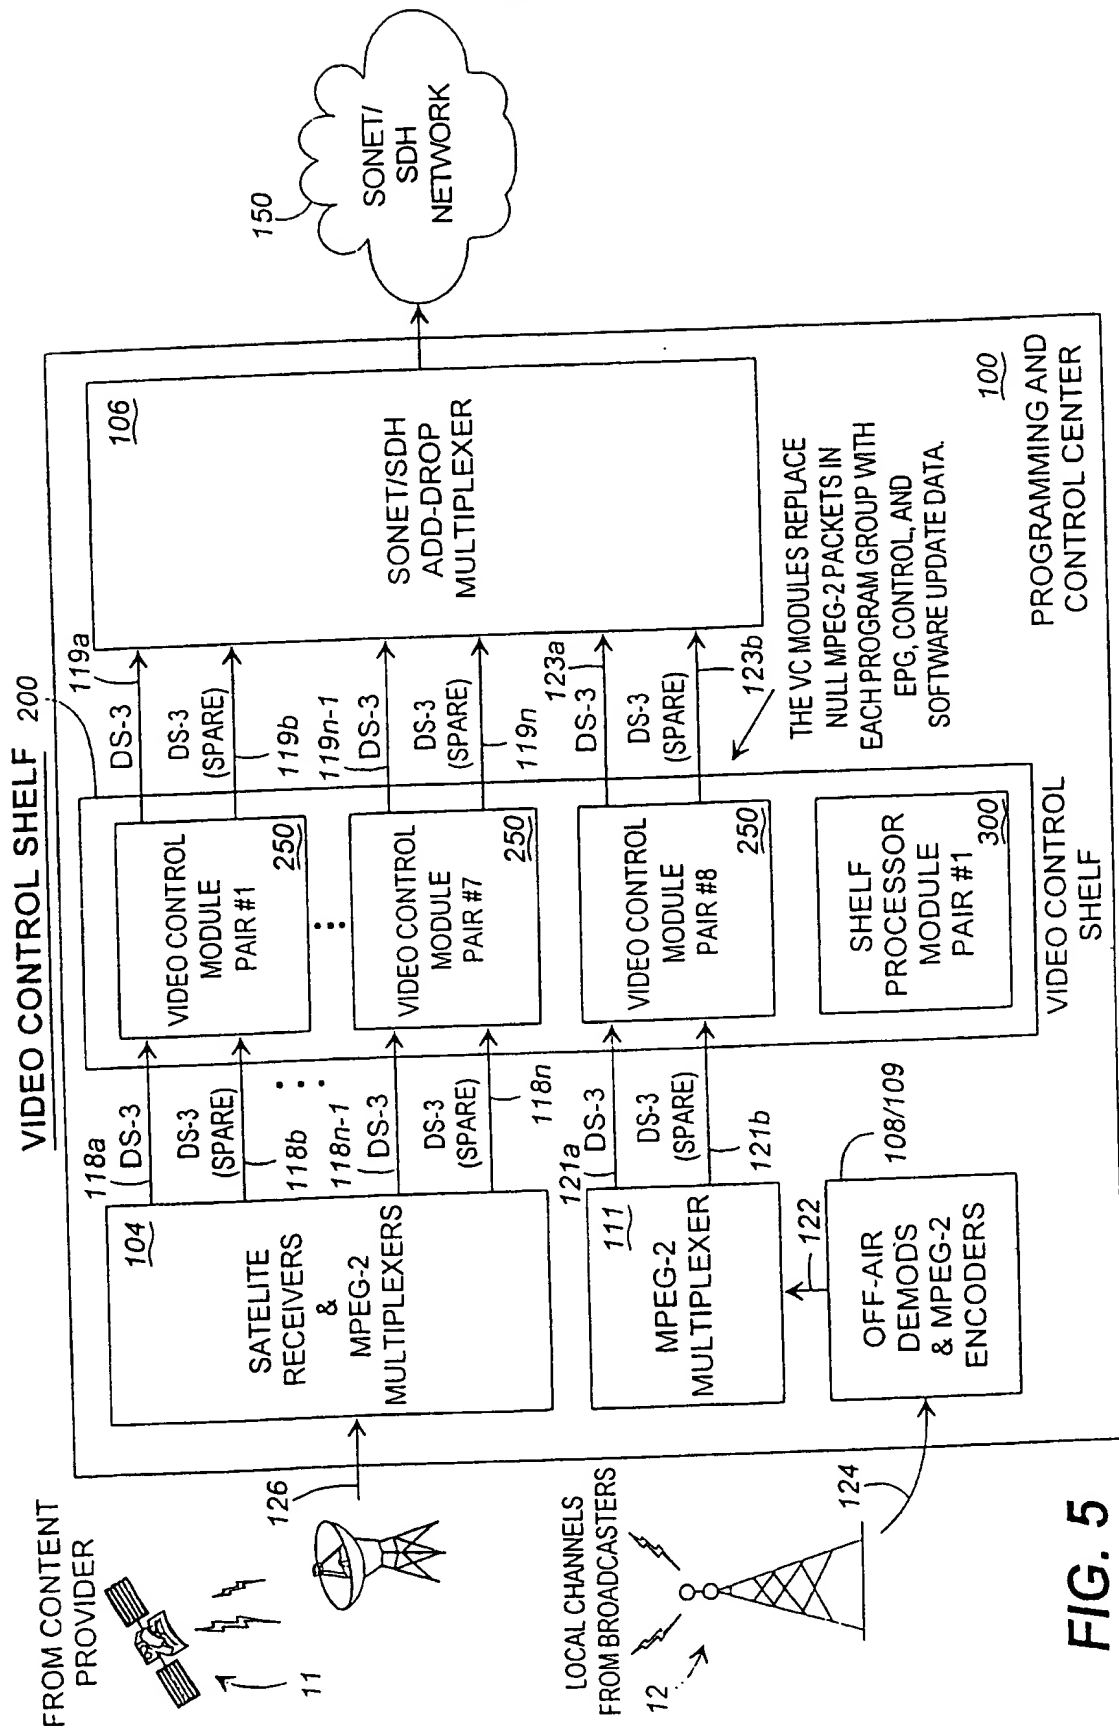 VIDEO CONTROL SHELF
FROM CONTENT
PROVIDER
11
126
LOCAL CHANNELS
FROM BROADCASTERS
12
124
104
SATELITE
RECEIVERS
&
MPEG-2
MULTIPLEXERS
111
MPEG-2
MULTIPLEXER
122
OFF-AIR
DEMODS
& MPEG-2
ENCODERS
108/109
118a
DS-3
DS-3
(SPARE)
118b
118n-1
DS-3
DS-3
(SPARE)
118n
121a
DS-3
DS-3
(SPARE)
121b
200
VIDEO CONTROL
MODULE
PAIR #1
250
VIDEO CONTROL
MODULE
PAIR #7
250
VIDEO CONTROL
MODULE
PAIR #8
250
SHELF
PROCESSOR
MODULE
PAIR #1
300
VIDEO CONTROL
SHELF
119a
DS-3
DS-3
(SPARE)
119b
119n-1
DS-3
DS-3
(SPARE)
119n
123a
DS-3
DS-3
(SPARE)
123b
106
SONET/SDH
ADD-DROP
MULTIPLEXER
THE VC MODULES REPLACE
NULL MPEG-2 PACKETS IN
EACH PROGRAM GROUP WITH
EPG, CONTROL, AND
SOFTWARE UPDATE DATA.
100
PROGRAMMING AND
CONTROL CENTER
150
SONET/
SDH
NETWORK
FIG. 5